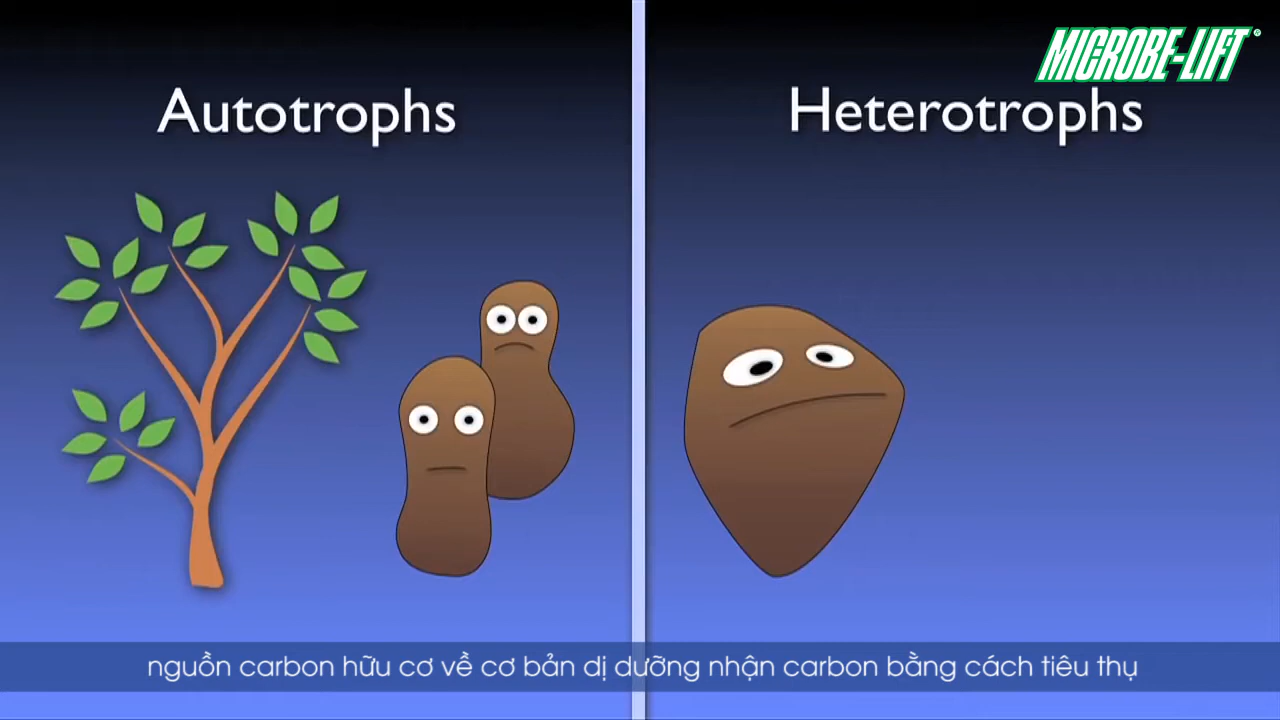 MICROBE-LIFT®
Autotrophs
Heterotrophs
nguồn carbon hữu cơ về cơ bản dị dưỡng nhận carbon bằng cách tiêu thụ